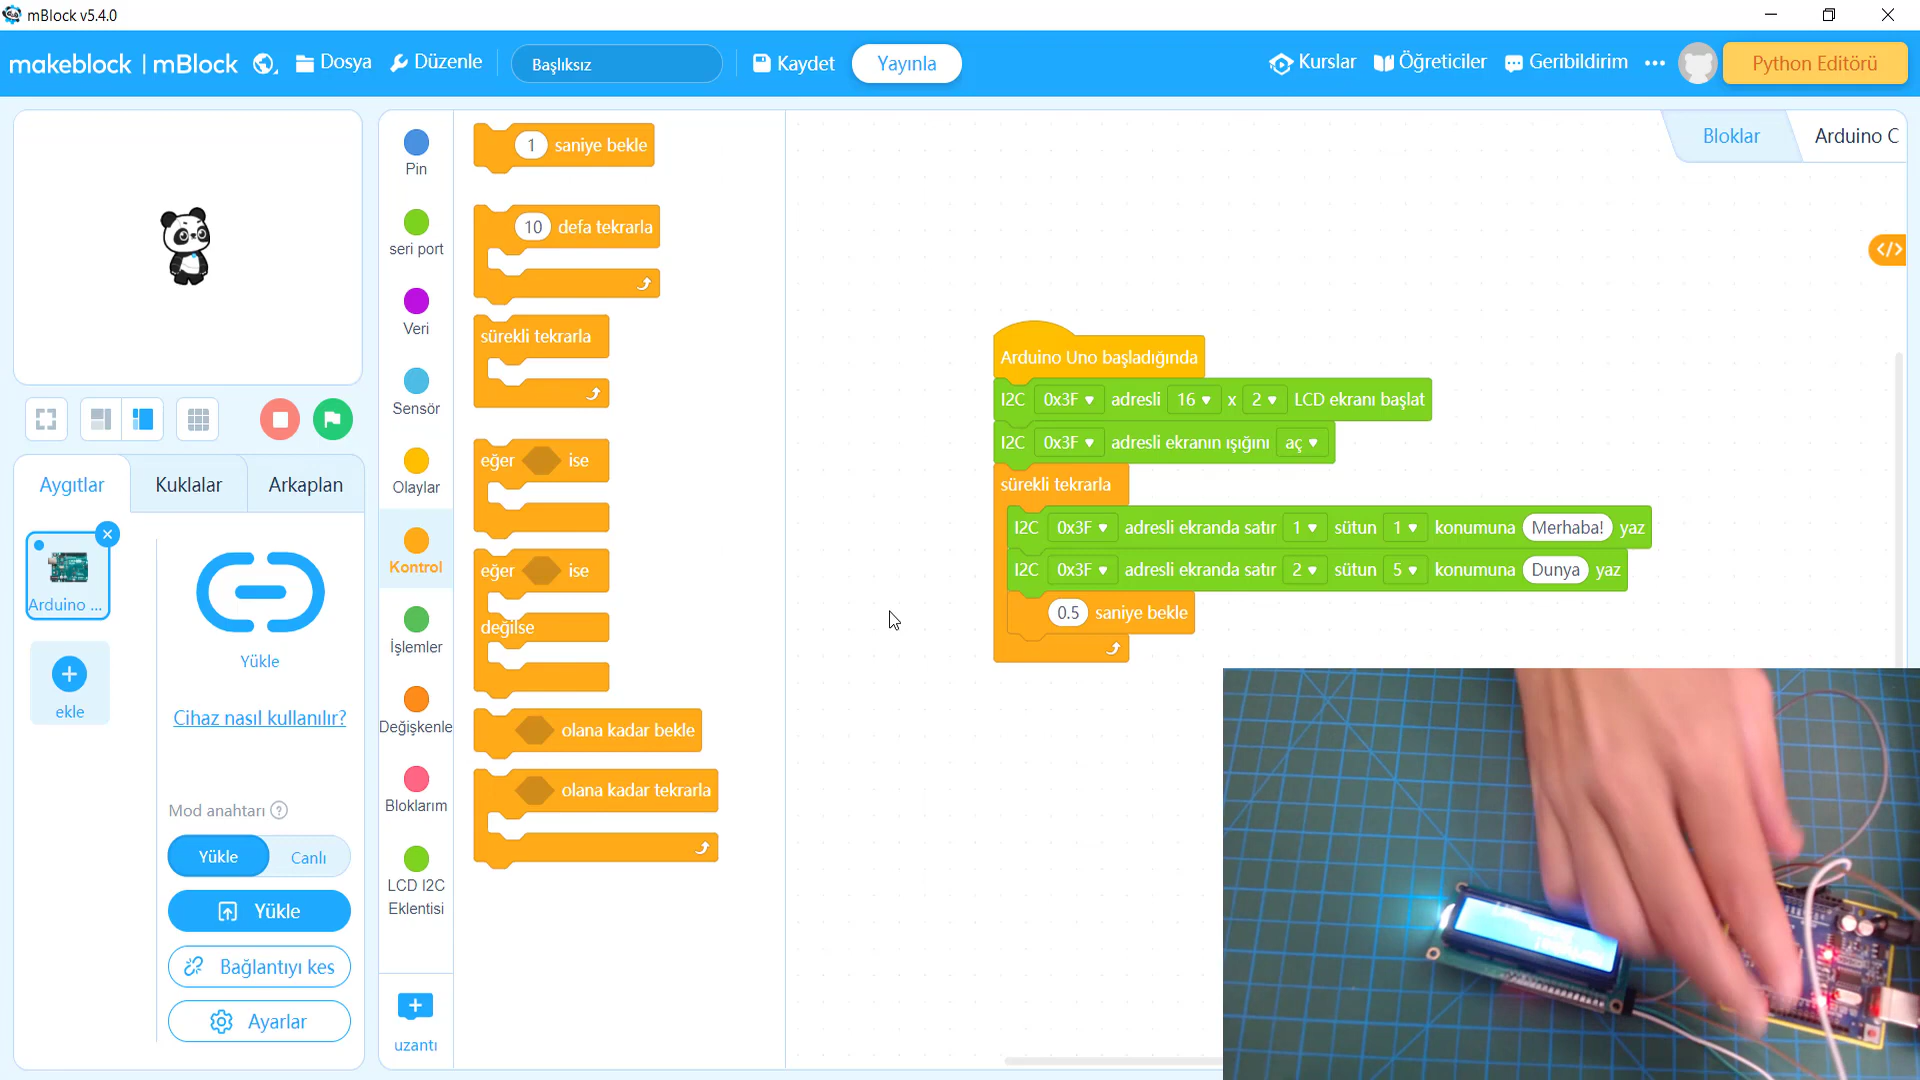 mBlock v5.4.0
makeblock | mBlock
Dosya
Düzenle
Başlıksız
Kaydet
Yayınla
Kurslar
Öğreticiler
Geribildirim
Python Editörü
Pin
seri port
Veri
Sensör
Olaylar
Kontrol
İşlemler
Değişkenle
Bloklarım
LCD I2C
Eklentisi
uzantı
1 saniye bekle
10 defa tekrarla
sürekli tekrarla
eğer ise
eğer ise
değilse
olana kadar bekle
olana kadar tekrarla
Bloklar
Arduino C
</>
Arduino Uno başladığında
I2C 0x3F adresli 16 x 2 LCD ekranı başlat
I2C 0x3F adresli ekranın ışığını aç
sürekli tekrarla
I2C 0x3F adresli ekranda satır 1 sütun 1 konumuna Merhaba! yaz
I2C 0x3F adresli ekranda satır 2 sütun 5 konumuna Dunya yaz
0.5 saniye bekle
Aygıtlar
Kuklalar
Arkaplan
Arduino ...
ekle
Yükle
Cihaz nasıl kullanılır?
Mod anahtarı ?
Yükle
Canlı
Yükle
Bağlantıyı kes
Ayarlar